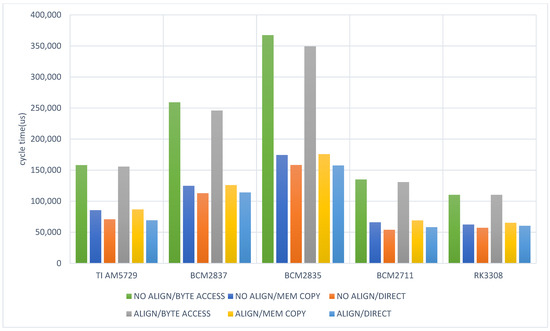 400,000
350,000
300,000
250,000
200,000
150,000
100,000
50,000
0
cycle time(us)
TI AM5729 BCM2837 BCM2835 BCM2711 RK3308
NO ALIGN/BYTE ACCESS NO ALIGN/MEM COPY NO ALIGN/DIRECT
ALIGN/BYTE ACCESS ALIGN/MEM COPY ALIGN/DIRECT